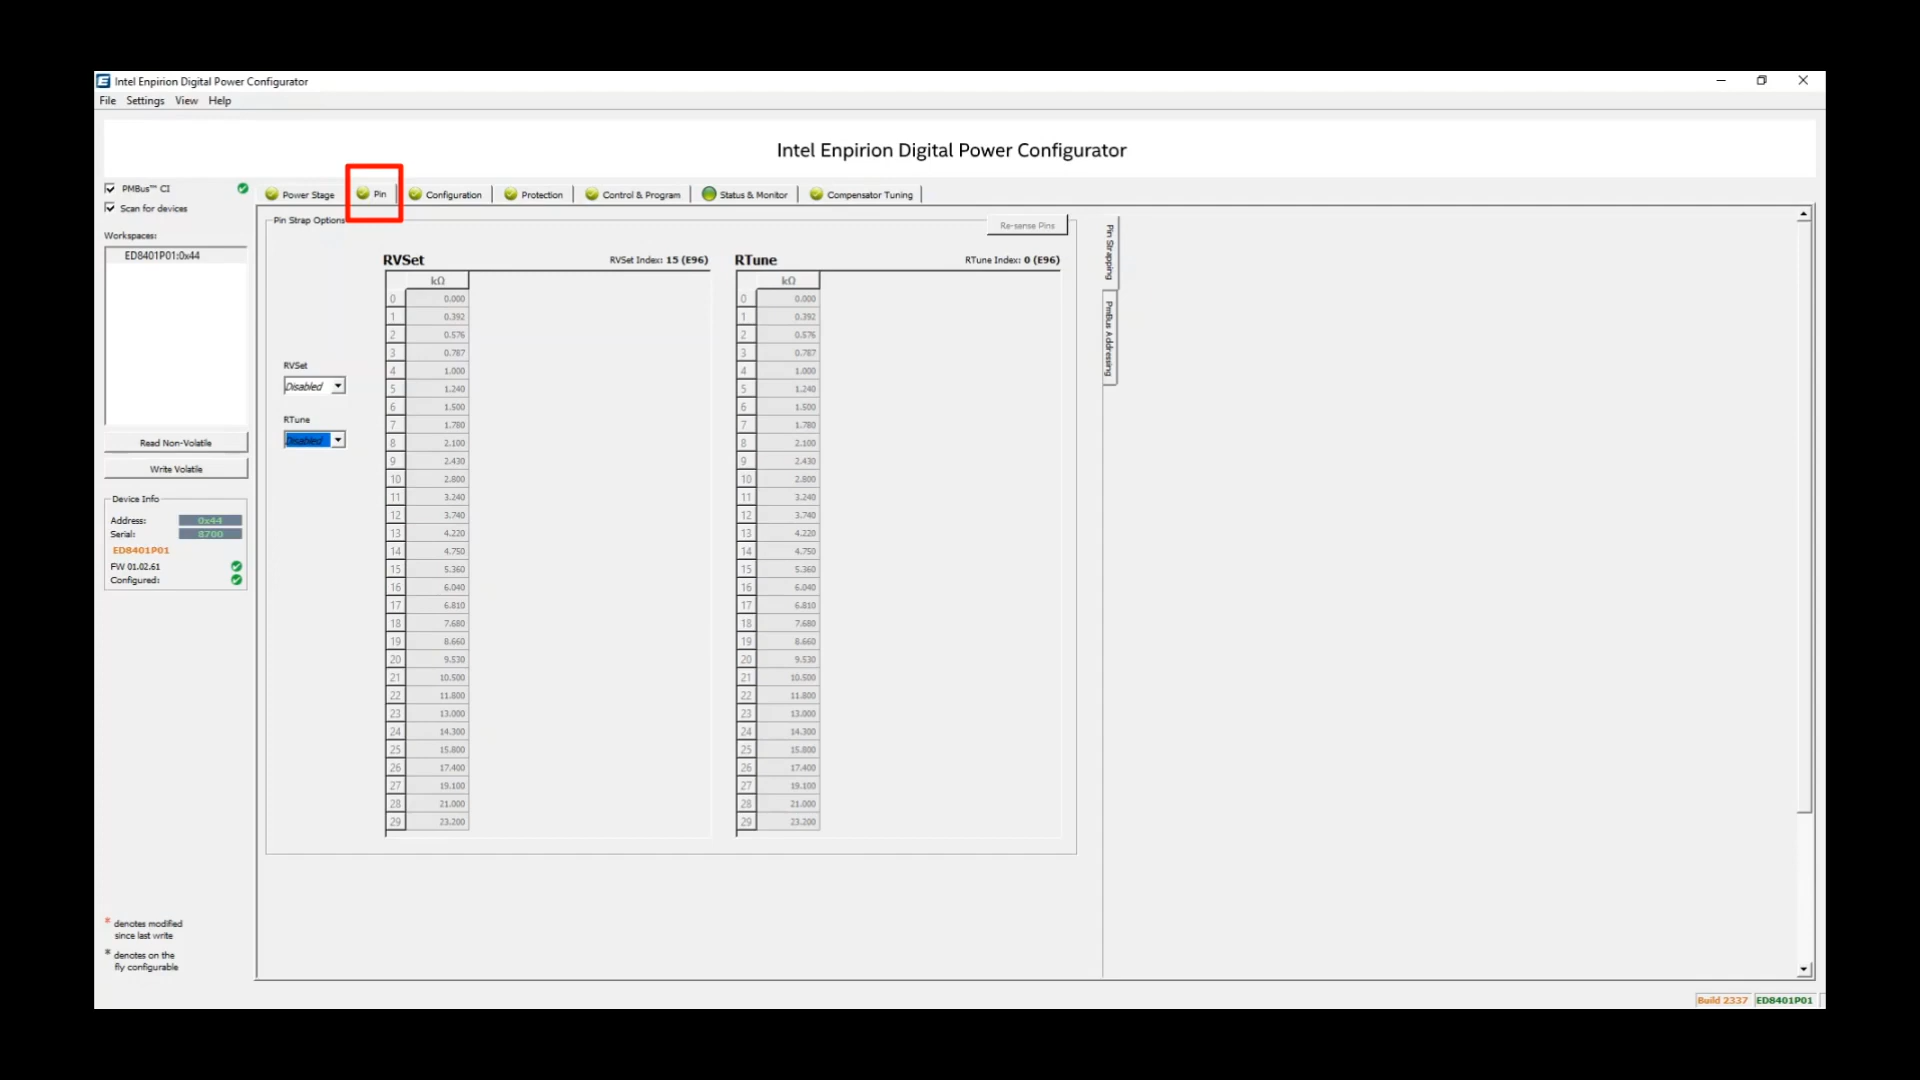 Intel Enpirion Digital Power Configurator
File Settings View Help
Intel Enpirion Digital Power Configurator
PMBus™ CI
Scan for devices
Power Stage Pin Configuration Protection Control & Program Status & Monitor Compensator Tuning
Workspaces:
ED8401P01:0x44
Read Non-Volatile
Write Volatile
Device Info
Address: 0x44
Serial: 8700
ED8401P01
FW 01.02.61
Configured:
* denotes modified
since last write
* denotes on the
fly configurable
Pin Strap Options
Re-sense Pins
RVSet
Disabled
RTune
Disabled
RVSet RVSet Index: 15 (E96)
kΩ
0 0.000
1 0.392
2 0.576
3 0.787
4 1.000
5 1.240
6 1.500
7 1.780
8 2.100
9 2.430
10 2.800
11 3.240
12 3.740
13 4.220
14 4.750
15 5.360
16 6.040
17 6.810
18 7.680
19 8.660
20 9.530
21 10.500
22 11.800
23 13.000
24 14.300
25 15.800
26 17.400
27 19.100
28 21.000
29 23.200
RTune RTune Index: 0 (E96)
kΩ
0 0.000
1 0.392
2 0.576
3 0.787
4 1.000
5 1.240
6 1.500
7 1.780
8 2.100
9 2.430
10 2.800
11 3.240
12 3.740
13 4.220
14 4.750
15 5.360
16 6.040
17 6.810
18 7.680
19 8.660
20 9.530
21 10.500
22 11.800
23 13.000
24 14.300
25 15.800
26 17.400
27 19.100
28 21.000
29 23.200
Pin Strapping
PmBus Addressing
Build 2337 ED8401P01